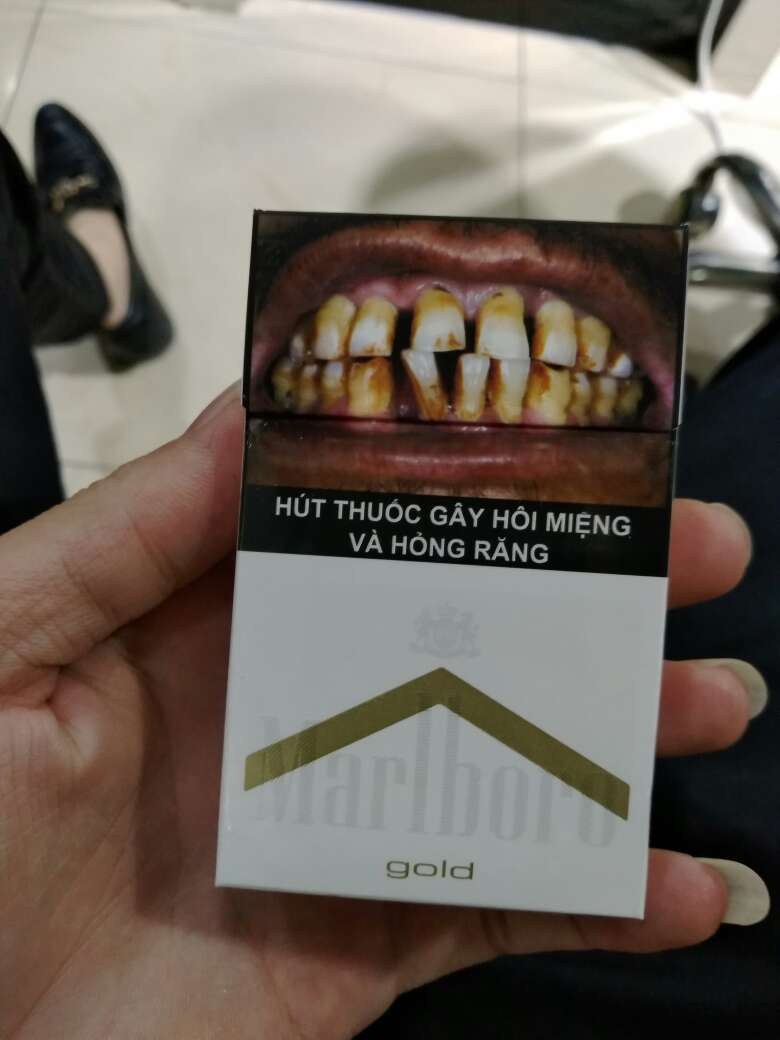 HÚT THUỐC GÂY HÔI MIỆNG
VÀ HỎNG RĂNG
Marlboro
gold